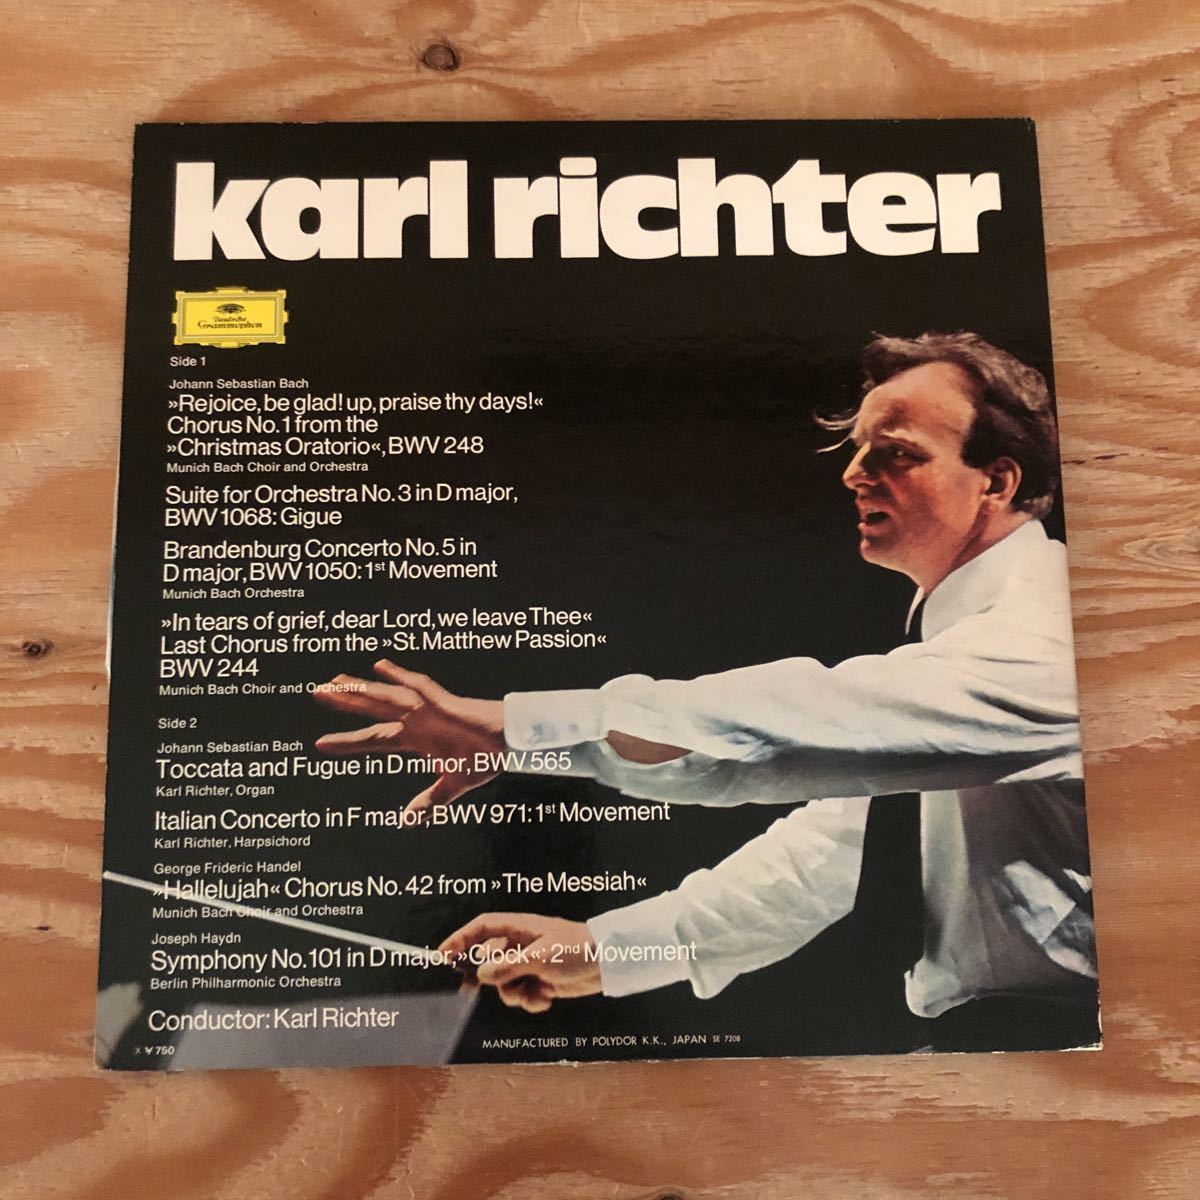 karl richter
Deutsche
Grammophon
Side 1
Johann Sebastian Bach
»Rejoice, be glad! up, praise thy days!«
Chorus No. 1 from the
»Christmas Oratorio«, BWV 248
Munich Bach Choir and Orchestra
Suite for Orchestra No. 3 in D major,
BWV 1068: Gigue
Brandenburg Concerto No. 5 in
D major, BWV 1050: 1st Movement
Munich Bach Orchestra
»In tears of grief, dear Lord, we leave Thee«
Last Chorus from the »St. Matthew Passion«
BWV 244
Munich Bach Choir and Orchestra
Side 2
Johann Sebastian Bach
Toccata and Fugue in D minor, BWV 565
Karl Richter, Organ
Italian Concerto in F major, BWV 971: 1st Movement
Karl Richter, Harpsichord
George Frideric Handel
»Hallelujah« Chorus No. 42 from »The Messiah«
Munich Bach Choir and Orchestra
Joseph Haydn
Symphony No. 101 in D major, »Clock«: 2nd Movement
Berlin Philharmonic Orchestra
Conductor: Karl Richter
X ¥ 750
MANUFACTURED BY POLYDOR K.K., JAPAN SE 7208